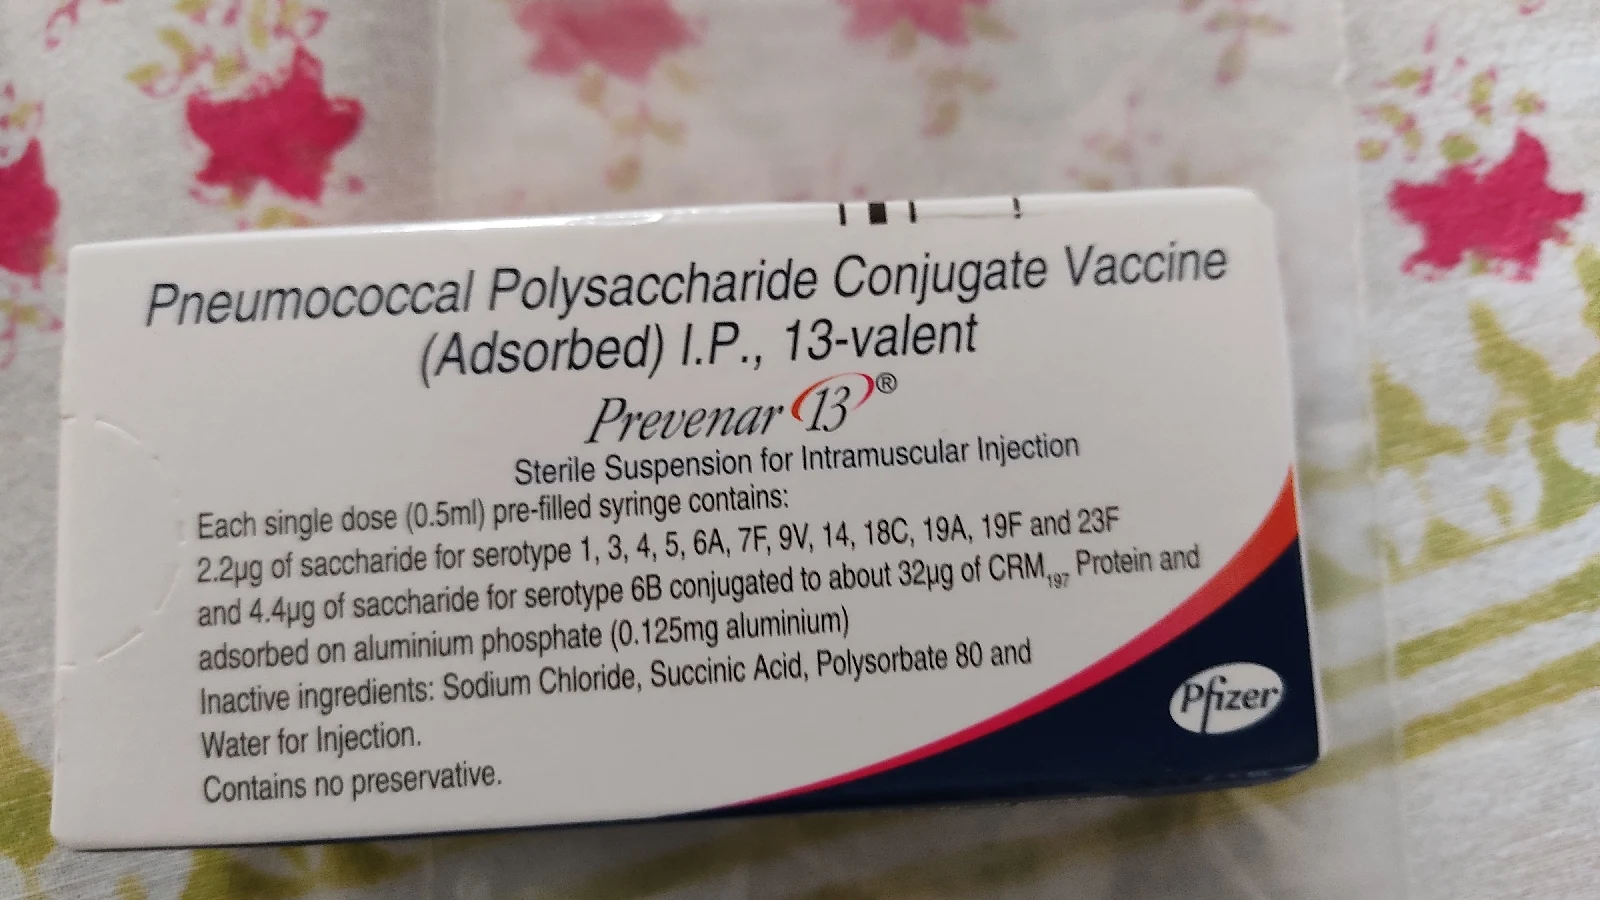 Pneumococcal Polysaccharide Conjugate Vaccine
(Adsorbed) I.P., 13-valent
Prevenar 13®
Sterile Suspension for Intramuscular Injection
Each single dose (0.5ml) pre-filled syringe contains:
2.2µg of saccharide for serotype 1, 3, 4, 5, 6A, 7F, 9V, 14, 18C, 19A, 19F and 23F
and 4.4µg of saccharide for serotype 6B conjugated to about 32µg of CRM₁₉₇ Protein and
adsorbed on aluminium phosphate (0.125mg aluminium)
Inactive ingredients: Sodium Chloride, Succinic Acid, Polysorbate 80 and
Water for Injection.
Contains no preservative.
Pfizer